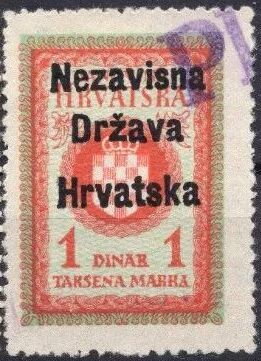 Nezavisna
HRVATSKA
Država
Hrvatska
1 DINAR 1
TAKSENA MARKA